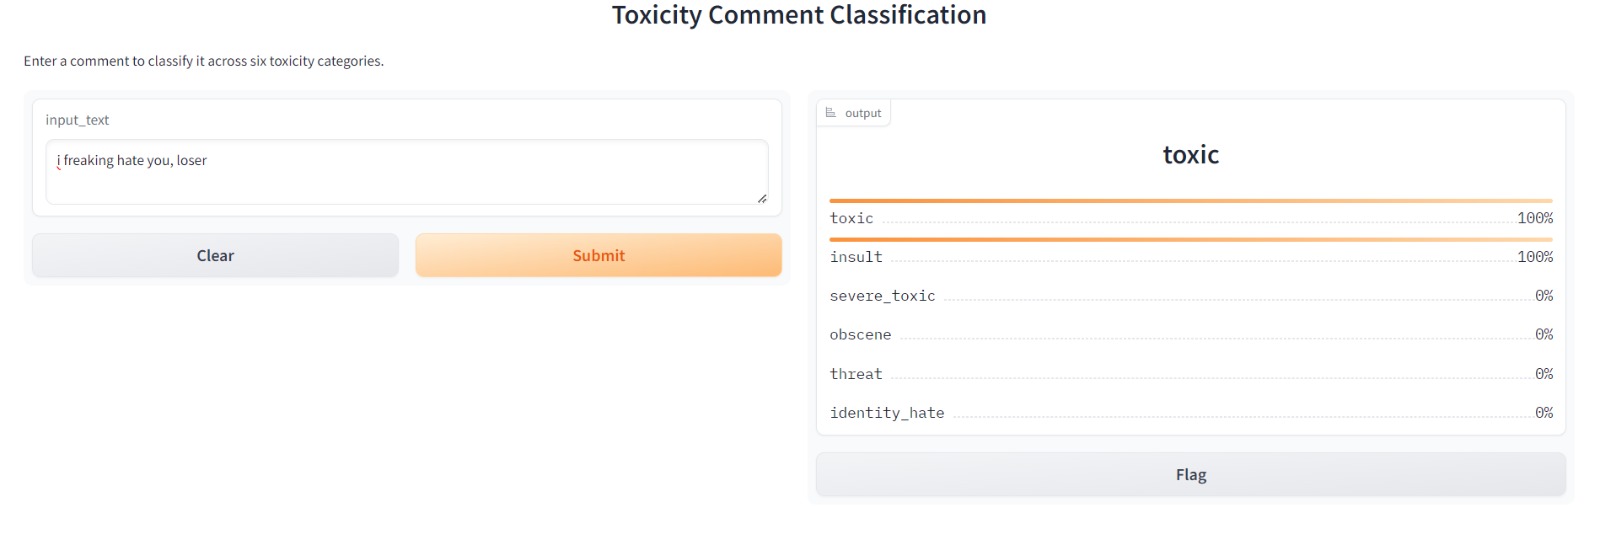 Toxicity Comment Classification
Enter a comment to classify it across six toxicity categories.
input_text
i freaking hate you, loser
Clear
Submit
output
toxic
toxic 100%
insult 100%
severe_toxic 0%
obscene 0%
threat 0%
identity_hate 0%
Flag